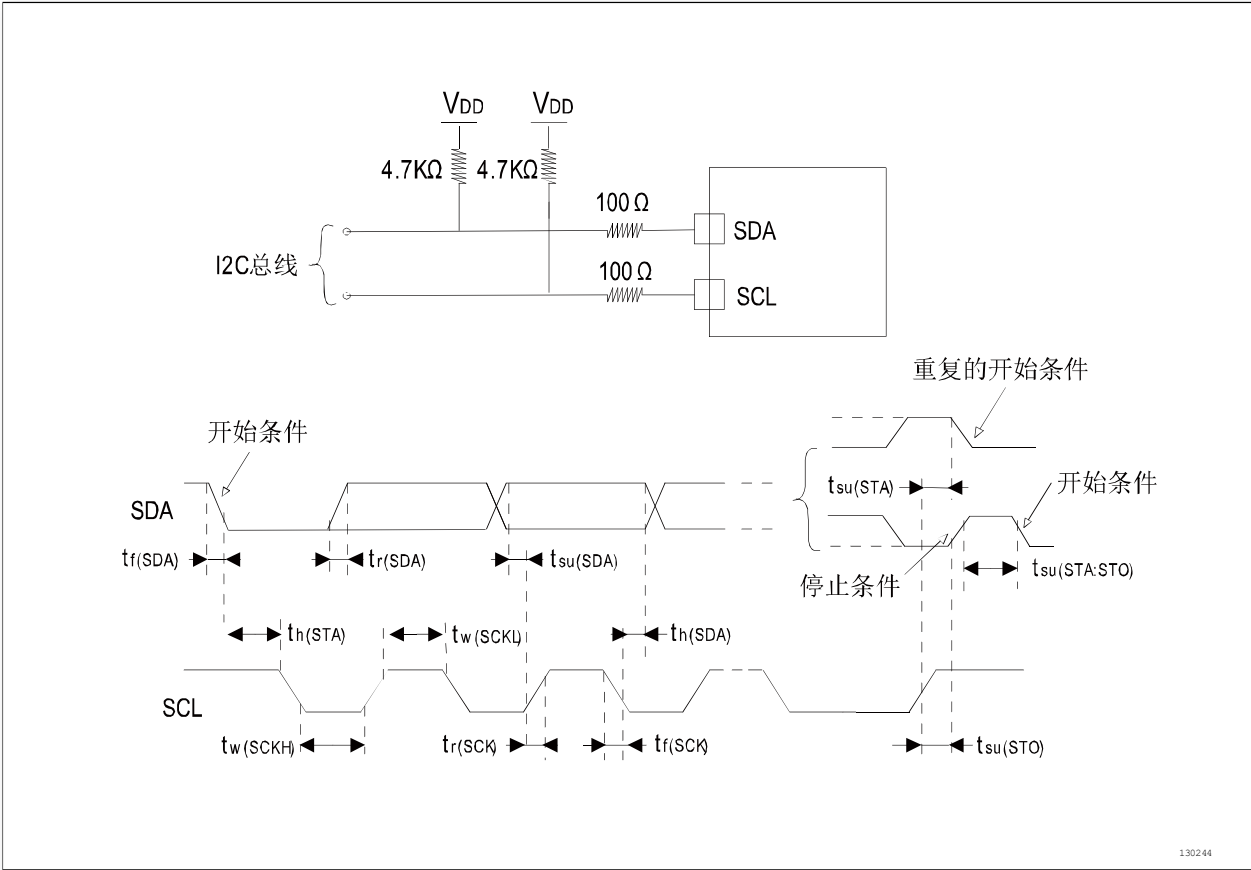 VDD VDD
4.7KΩ 4.7KΩ
100 Ω
SDA
I2C总线
100 Ω
SCL
重复的开始条件
开始条件
tsu(STA)
开始条件
SDA
tf(SDA) tr(SDA) tsu(SDA)
停止条件
tsu(STA:STO)
th(STA) tw(SCKL) th(SDA)
SCL
tw(SCKH) tr(SCK) tf(SCK) tsu(STO)
130244